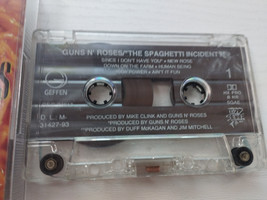 GUNS N' ROSES/"THE SPAGHETTI INCIDENT?"
SINCE I DON'T HAVE YOU* • NEW ROSE
DOWN ON THE FARM • HUMAN BEING
• AIN'T IT FUN
GEFFEN
1
D.L.: M-
31427-93
PRODUCED BY MIKE CLINK AND GUNS N' ROSES
*PRODUCED BY GUNS N' ROSES
PRODUCED BY DUFF McKAGAN AND JIM MITCHELL